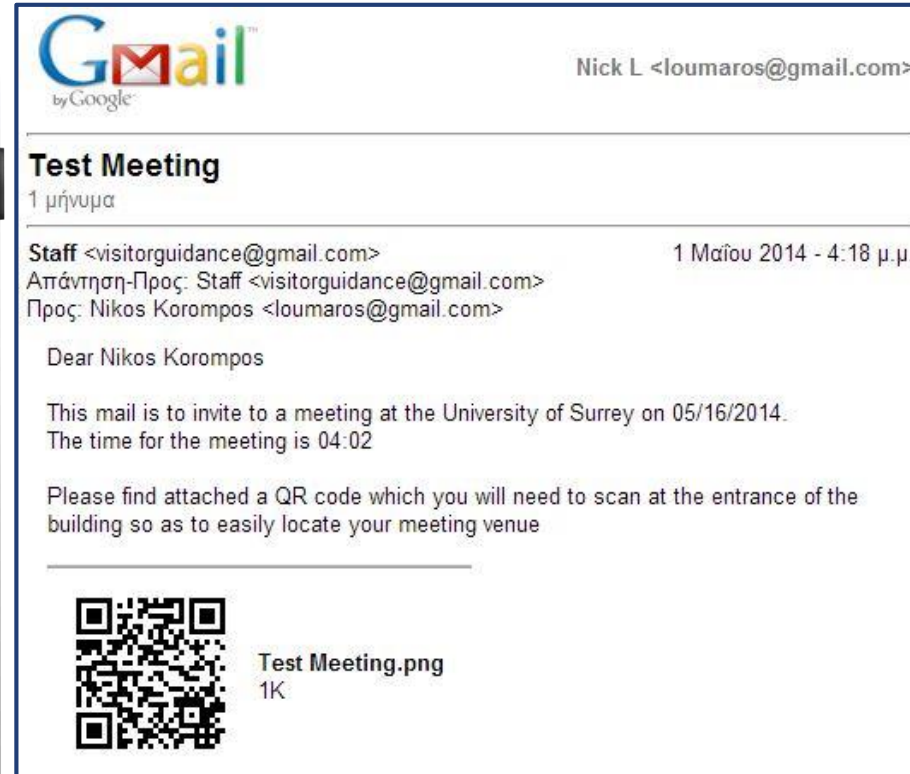 Gmail™
by Google
Nick L <loumaros@gmail.com>
Test Meeting
1 μήνυμα
Staff <visitorguidance@gmail.com>
1 Μαΐου 2014 - 4:18 μ.μ
Απάντηση-Προς: Staff <visitorguidance@gmail.com>
Προς: Nikos Korompos <loumaros@gmail.com>
Dear Nikos Korompos
This mail is to invite to a meeting at the University of Surrey on 05/16/2014.
The time for the meeting is 04:02
Please find attached a QR code which you will need to scan at the entrance of the
building so as to easily locate your meeting venue
Test Meeting.png
1K